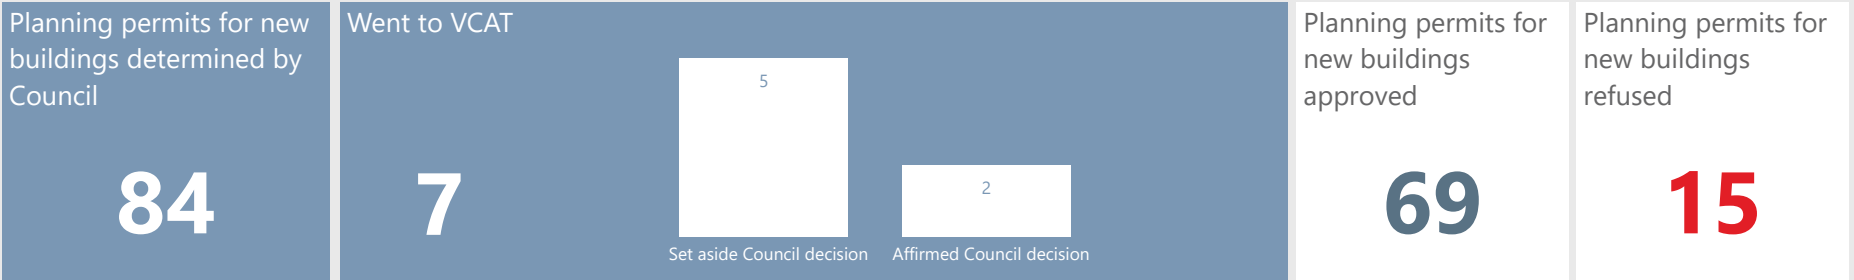 Planning permits for new
buildings determined by
Council
84
Went to VCAT
7
5
2
Set aside Council decision
Affirmed Council decision
Planning permits for
new buildings
approved
69
Planning permits for
new buildings
refused
15